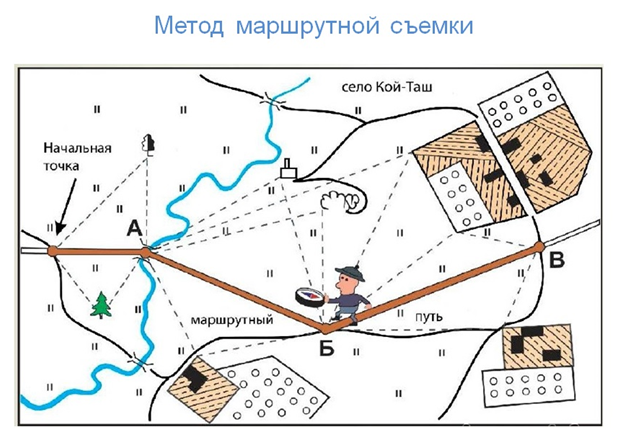 Метод маршрутной съемки
село Кой-Таш
Начальная
точка
А
В
маршрутный
путь
Б